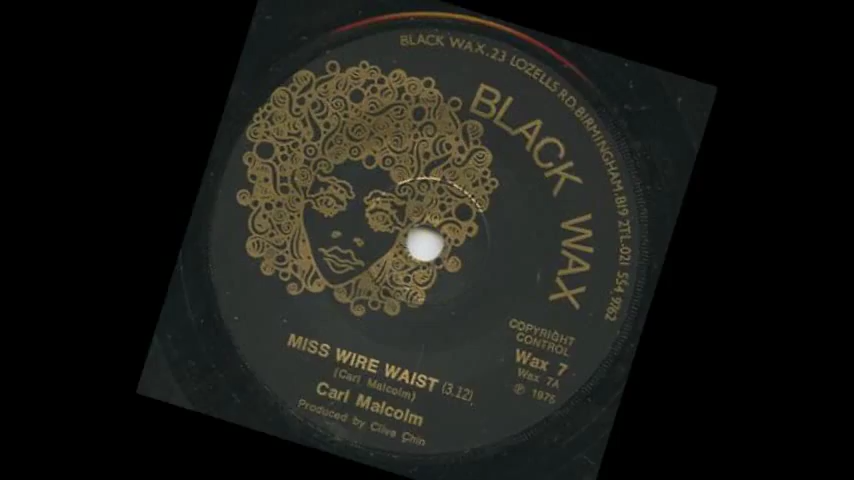 BLACK WAX. 23 LOZELLS RD. BIRMINGHAM. B19 2TL. 021 554 9762
BLACK WAX
COPYRIGHT
CONTROL
Wax 7
Wax 7A
℗ 1975
MISS WIRE WAIST (3.12)
(Carl Malcolm)
Carl Malcolm
Produced by Clive Chin